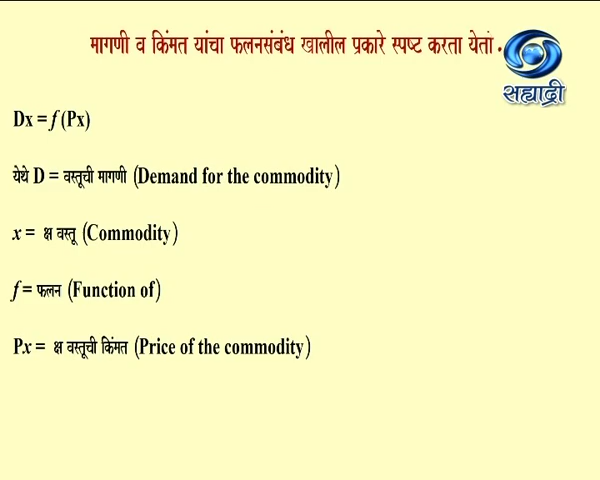 मागणी व किंमत यांचा फलनसंबंध खालील प्रकारे स्पष्ट करता येतो.
सह्याद्री
Dx = f (Px)
येथे D = वस्तूची मागणी (Demand for the commodity)
x = क्ष वस्तू (Commodity)
f = फलन (Function of)
Px = क्ष वस्तूची किंमत (Price of the commodity)